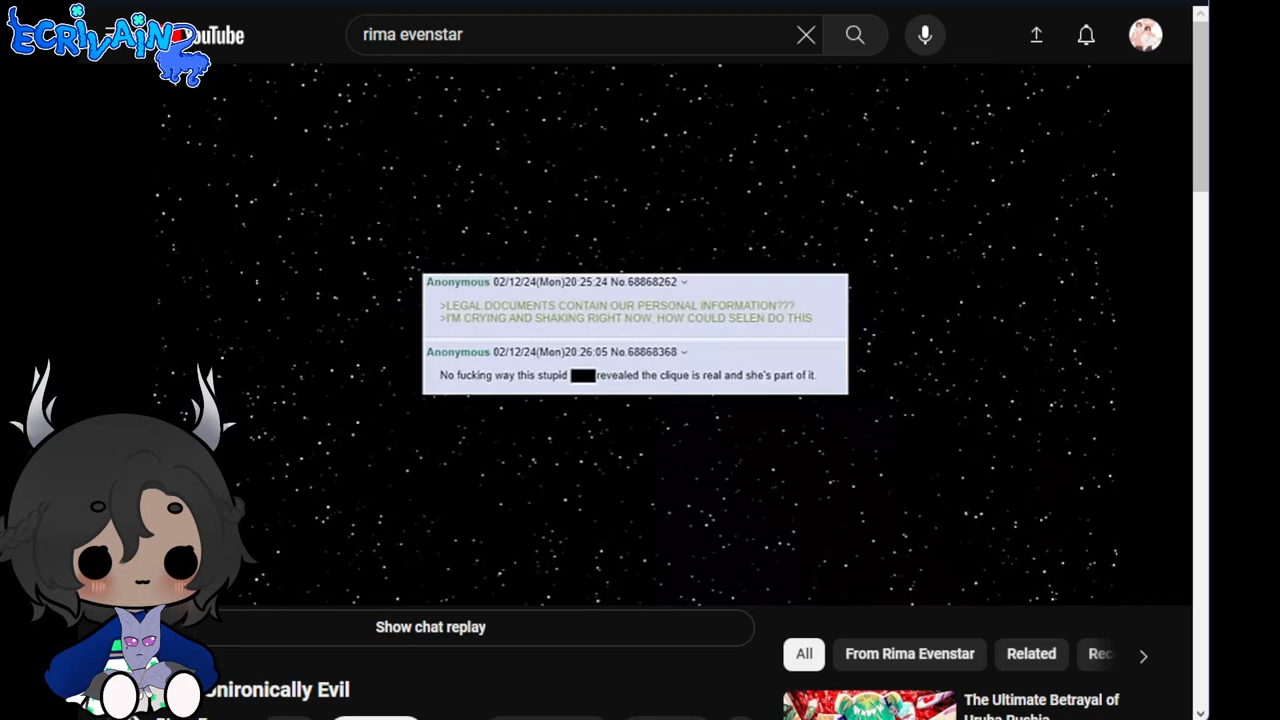 ECRIVAIN
ouTube
rima evenstar
Anonymous 02/12/24(Mon)20:25:24 No.68868262
>LEGAL DOCUMENTS CONTAIN OUR PERSONAL INFORMATION???
>I'M CRYING AND SHAKING RIGHT NOW, HOW COULD SELEN DO THIS
Anonymous 02/12/24(Mon)20:26:05 No.68868368
No fucking way this stupid revealed the clique is real and she's part of it.
Show chat replay
All
From Rima Evenstar
Related
Rec
nironically Evil
The Ultimate Betrayal of